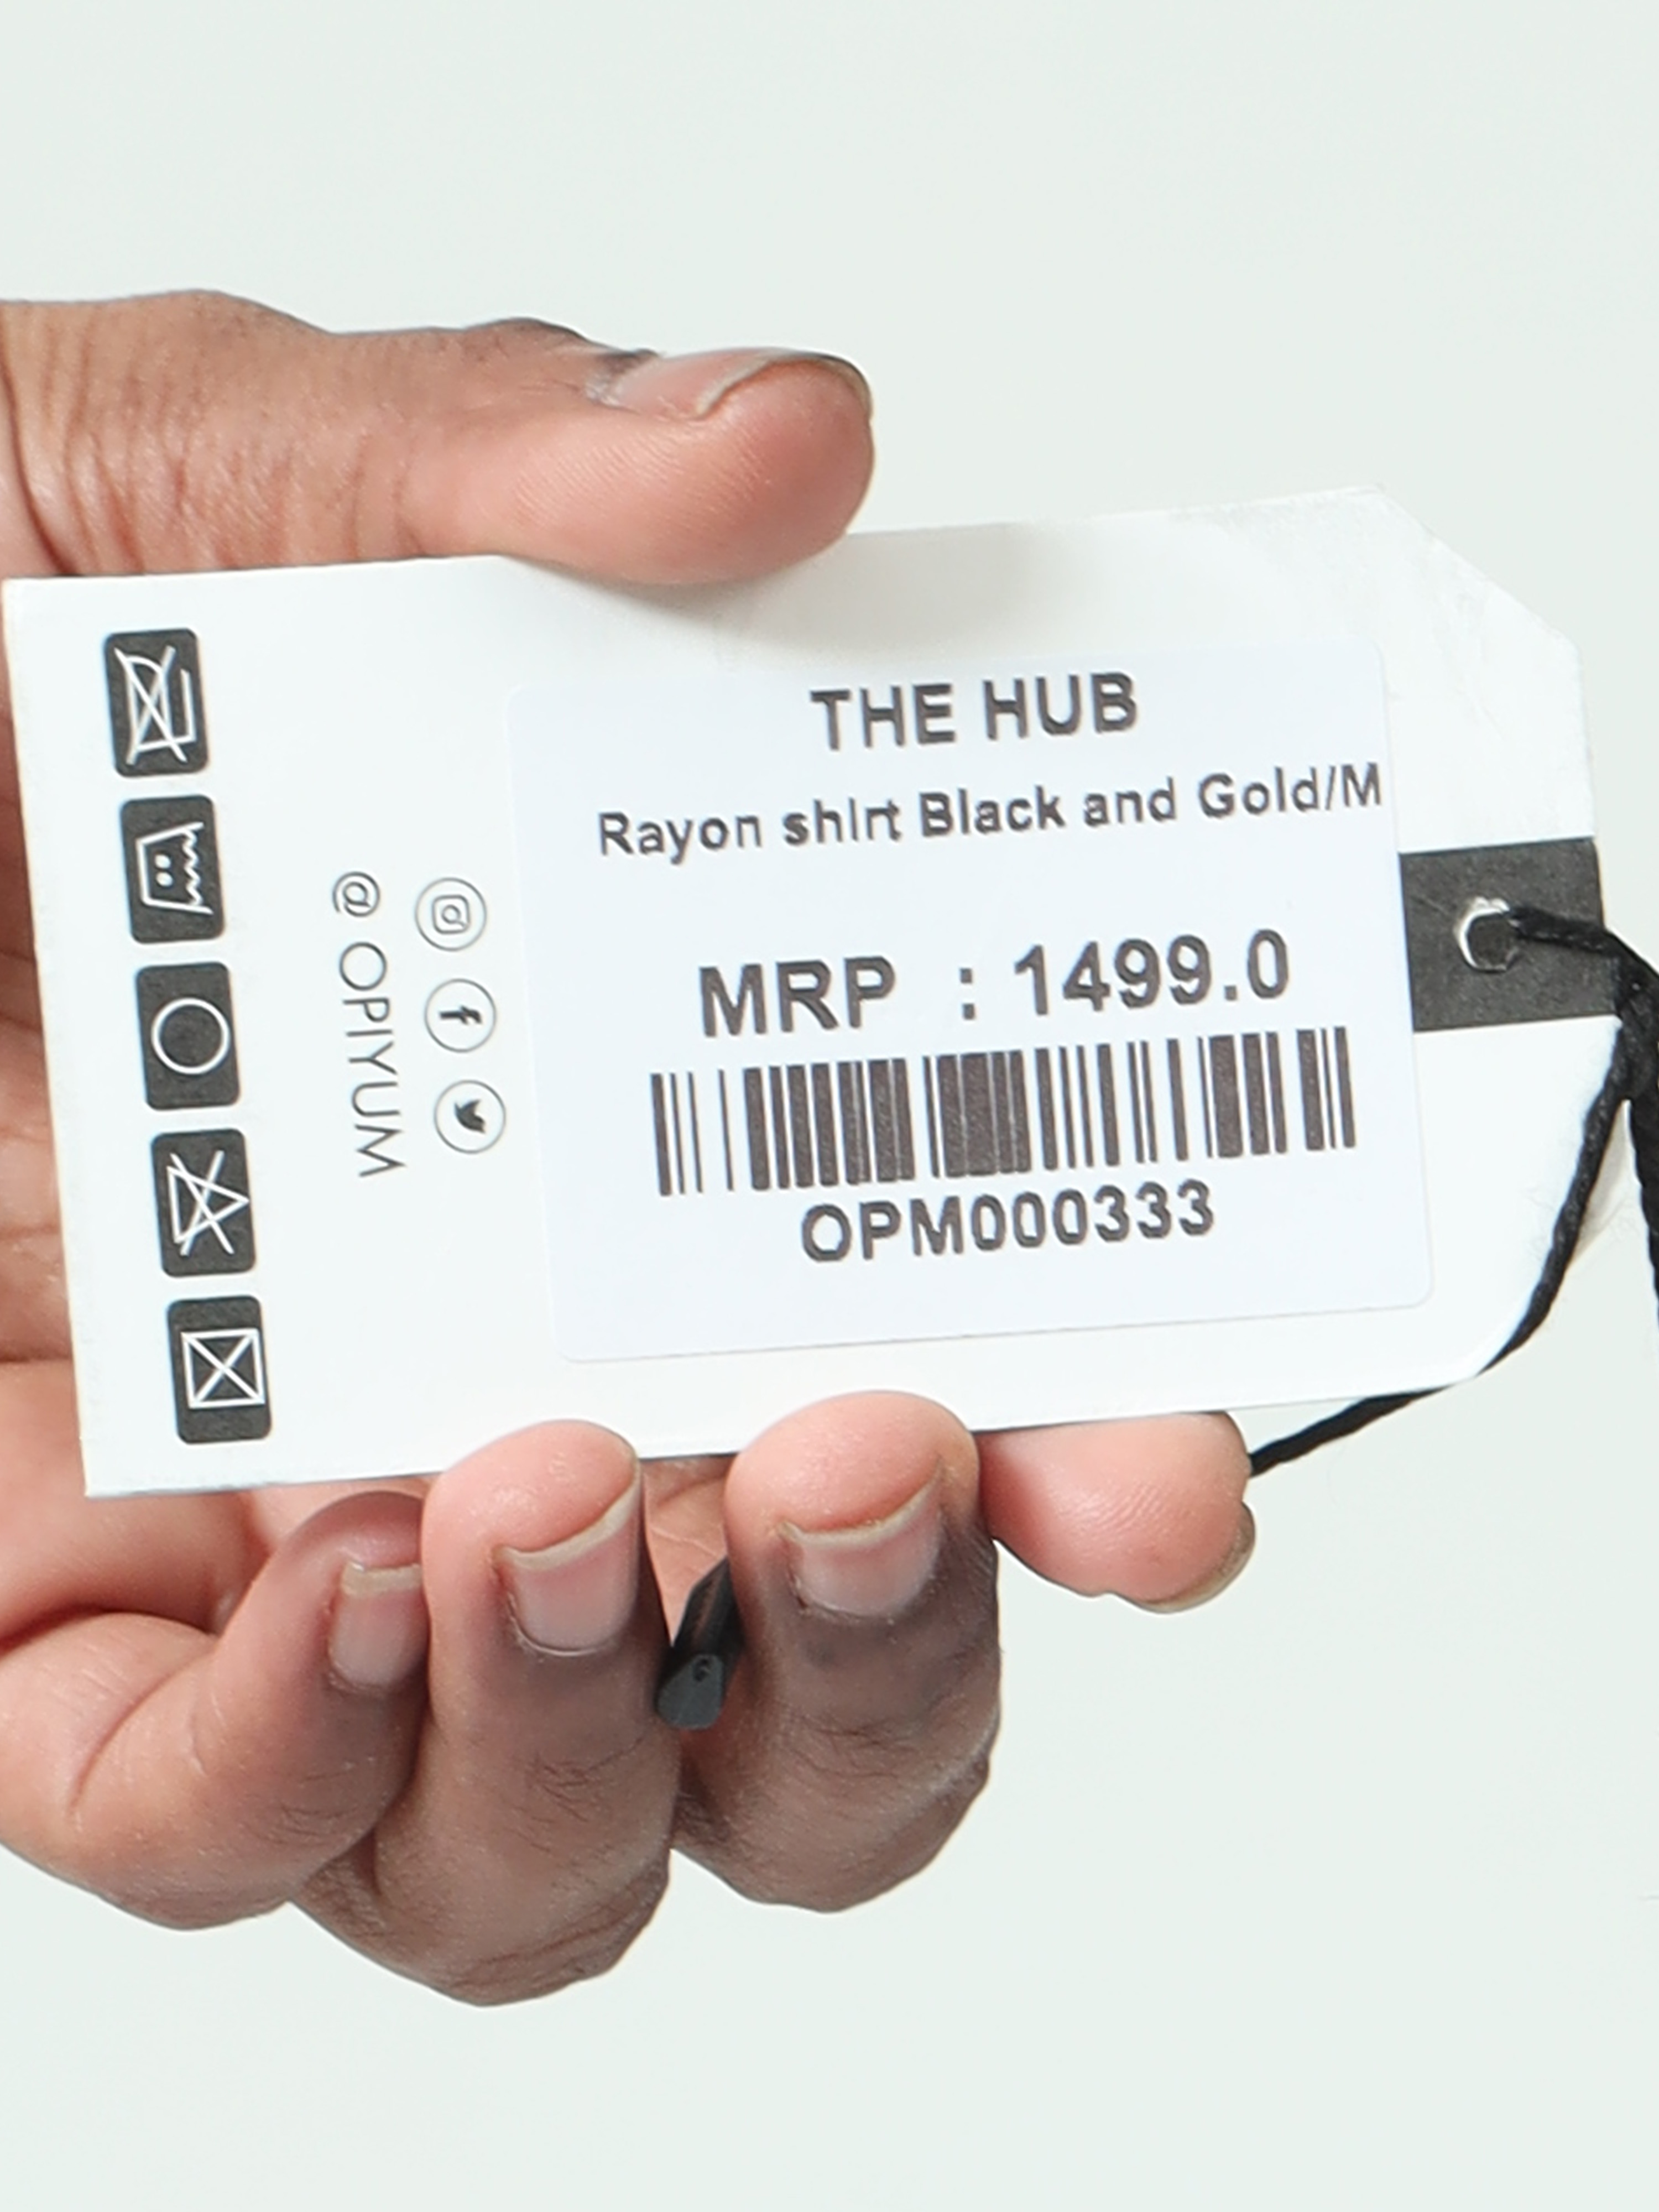 THE HUB
Rayon shirt Black and Gold/M
MRP : 1499.0
OPM000333
@ OPIYUM